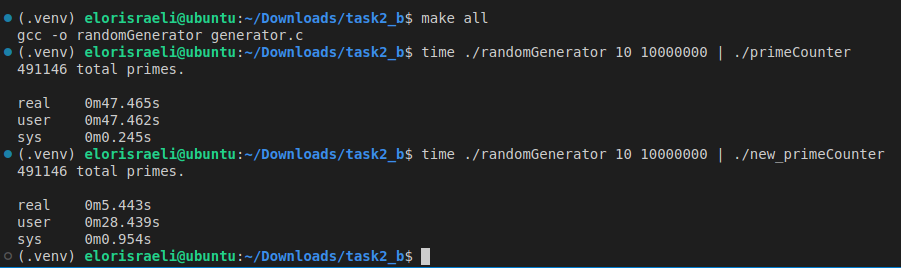 (.venv) elorisraeli@ubuntu:~/Downloads/task2_b$ make all
gcc -o randomGenerator generator.c
(.venv) elorisraeli@ubuntu:~/Downloads/task2_b$ time ./randomGenerator 10 10000000 | ./primeCounter
491146 total primes.

real    0m47.465s
user    0m47.462s
sys     0m0.245s
(.venv) elorisraeli@ubuntu:~/Downloads/task2_b$ time ./randomGenerator 10 10000000 | ./new_primeCounter
491146 total primes.

real    0m5.443s
user    0m28.439s
sys     0m0.954s
(.venv) elorisraeli@ubuntu:~/Downloads/task2_b$